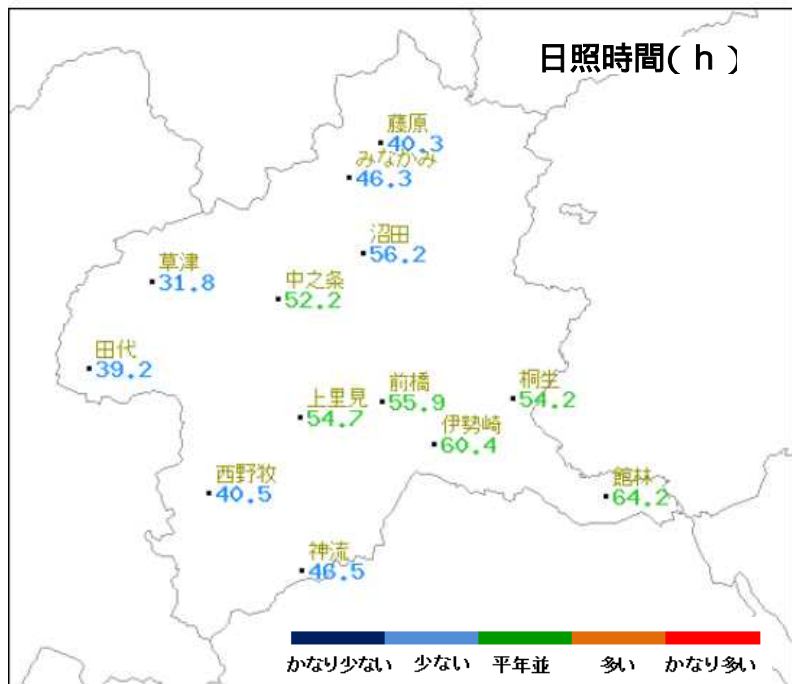 日照時間( h )
藤原
40.3
みなかみ
46.3
沼田
56.2
草津
31.8
中之条
52.2
田代
39.2
上里見
54.7
前橋
55.9
桐生
54.2
伊勢崎
60.4
西野牧
40.5
館林
64.2
神流
46.5
かなり少ない 少ない 平年並 多い かなり多い